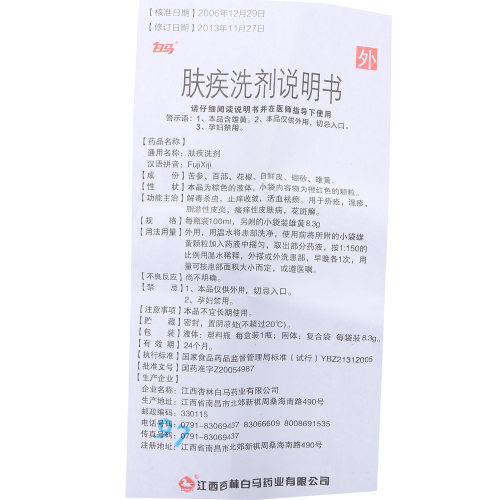 【核准日期】2006年12月29日
【修订日期】2013年11月27日
白马
外
肤疾洗剂说明书
请仔细阅读说明书并在医师指导下使用
警示语：1、本品含雄黄。2、本品仅供外用，切忌入口。
3、孕妇禁用。
【药品名称】
通用名称：肤疾洗剂
汉语拼音：FujiXiji
【成　份】苦参、百部、花椒、白鲜皮、硼砂、雄黄。
【性　状】本品为棕色的液体，小袋内容物为橙红色的颗粒。
【功能主治】解毒杀虫，止痒收敛，活血祛瘀。用于疥疮，湿疹，
脂溢性皮炎，瘙痒性皮肤病，花斑癣。
【规　格】每瓶装100ml，另附的小袋装雄黄8.3g
【用法用量】外用，用温水将患部洗净，使用前将所附的小袋雄
黄颗粒加入药液中摇匀，取出部分药液，按1:150的
比例用温水稀释，外搽或外洗患部，早晚各1次，用
量可按患部面积大小而定，或遵医嘱。
【不良反应】尚不明确。
【禁　忌】1、本品仅供外用，切忌入口。
2、孕妇禁用。
【注意事项】本品不宜长期使用。
【贮　藏】密封，置阴凉处(不超过20℃)。
【包　装】液体：塑料瓶 每盒装1瓶；固体：复合袋 每袋装8.3g。
【有 效 期】24个月。
【执行标准】国家食品药品监督管理局标准（试行）YBZ21312005
【批准文号】国药准字Z20054987
【生产企业】
企业名称：江西杏林白马药业有限公司
生产地址：江西省南昌市北郊新祺周桑海南路490号
邮政编码：330115
电话号码：0791-83069437 83066609 8008691535
传真号码：0791-83069437
注册地址：江西省南昌市北郊新祺周桑海南路490号
江西杏林白马药业有限公司